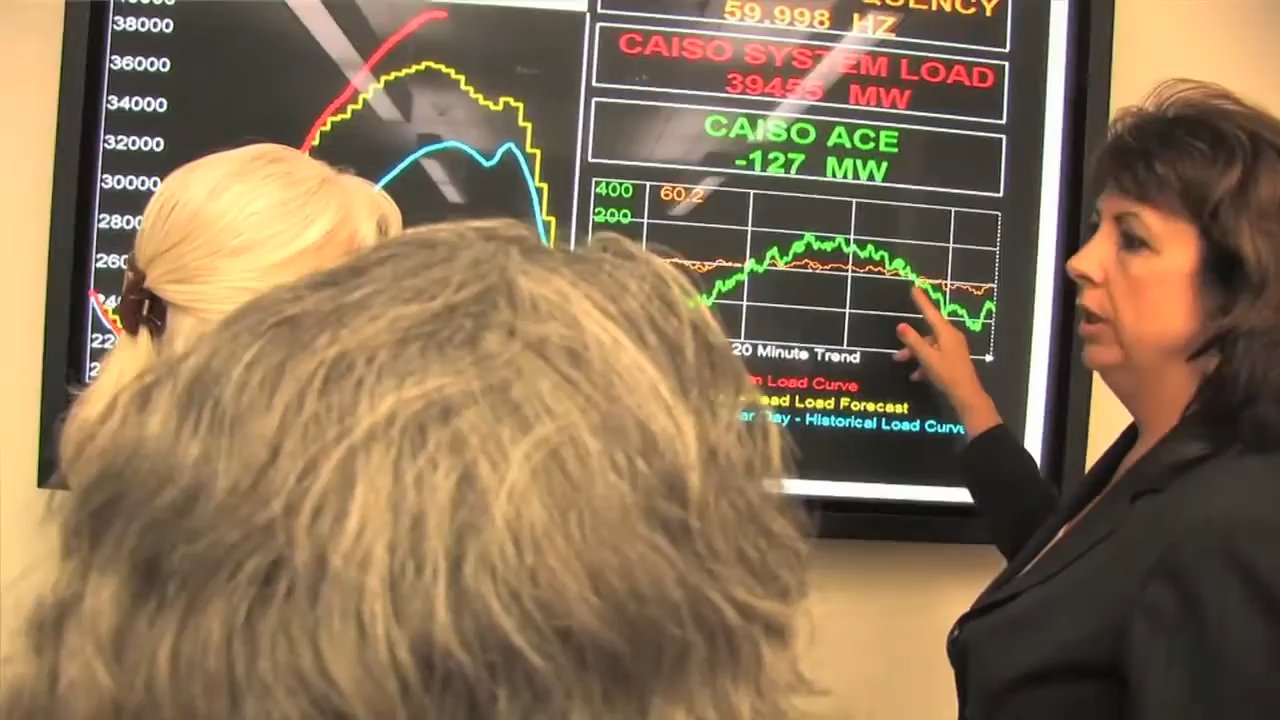 38000
36000
34000
32000
30000
59.998 HZ
CAISO SYSTEM LOAD
39455 MW
CAISO ACE
-127 MW
400
60.2
200
20 Minute Trend
Load Curve
Load Forecast
Day - Historical Load Curve